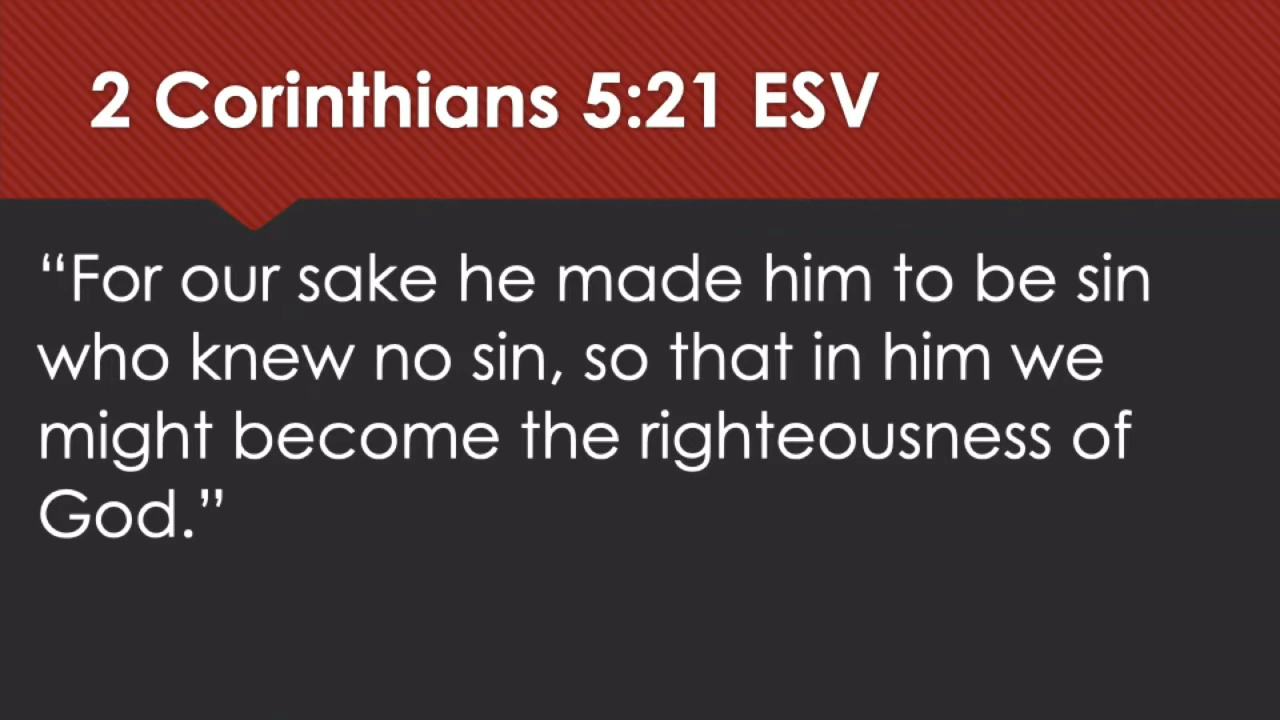 2 Corinthians 5:21 ESV
“For our sake he made him to be sin
who knew no sin, so that in him we
might become the righteousness of
God.”